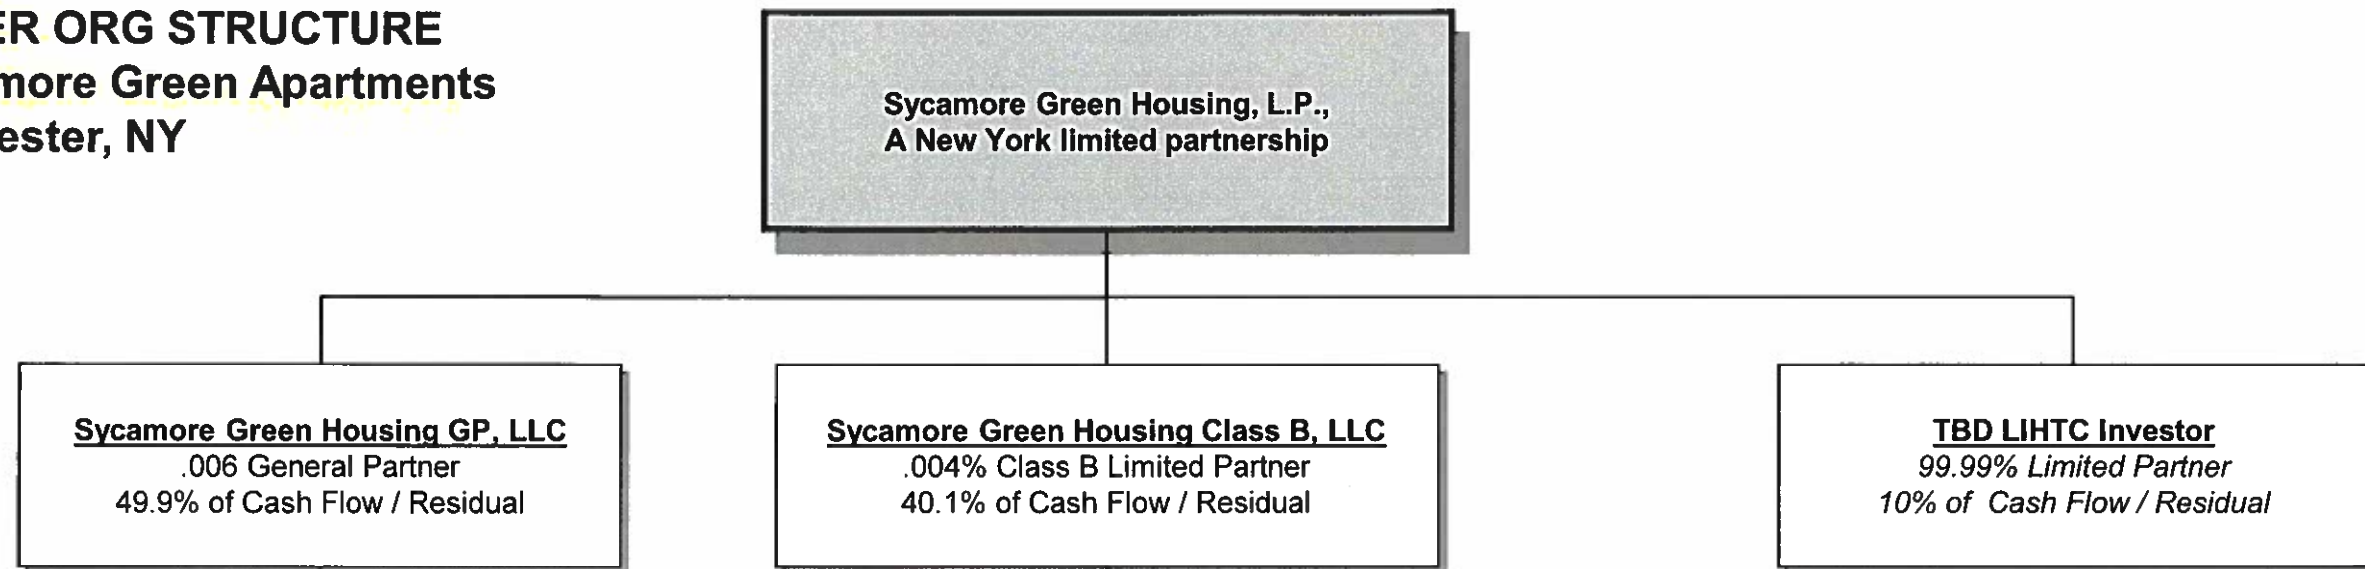 ER ORG STRUCTURE
more Green Apartments
ester, NY
Sycamore Green Housing, L.P.,
A New York limited partnership
Sycamore Green Housing GP, LLC
.006 General Partner
49.9% of Cash Flow / Residual
Sycamore Green Housing Class B, LLC
.004% Class B Limited Partner
40.1% of Cash Flow / Residual
TBD LIHTC Investor
99.99% Limited Partner
10% of Cash Flow / Residual